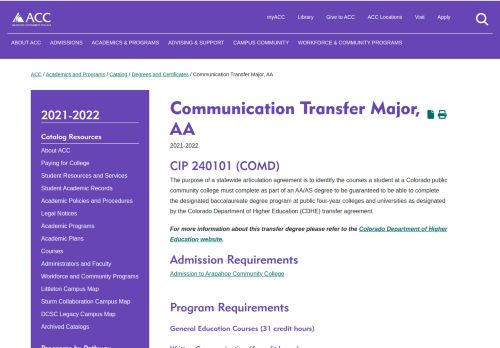 ACC
myACC
Library
Give to ACC
ACC Locations
Visit
Apply
ABOUT ACC
ADMISSIONS
ACADEMICS & PROGRAMS
ADVISING & SUPPORT
CAMPUS COMMUNITY
WORKFORCE & COMMUNITY PROGRAMS
ACC / Academics and Programs / Catalog / Degrees and Certificates / Communication Transfer Major, AA
2021-2022
Catalog Resources
About ACC
Paying for College
Student Resources and Services
Student Academic Records
Academic Policies and Procedures
Legal Notices
Academic Programs
Academic Plans
Courses
Administrators and Faculty
Workforce and Community Programs
Littleton Campus Map
Sturm Collaboration Campus Map
DCSC Legacy Campus Map
Archived Catalogs
Communication Transfer Major,
AA
2021-2022
CIP 240101 (COMD)
The purpose of a statewide articulation agreement is to identify the courses a student at a Colorado public
community college must complete as part of an AA/AS degree to be guaranteed to be able to complete
the designated baccalaureate degree program at public four-year colleges and universities as designated
by the Colorado Department of Higher Education (CDHE) transfer agreement.
For more information about this transfer degree please refer to the Colorado Department of Higher
Education website.
Admission Requirements
Admission to Arapahoe Community College
Program Requirements
General Education Courses (31 credit hours)